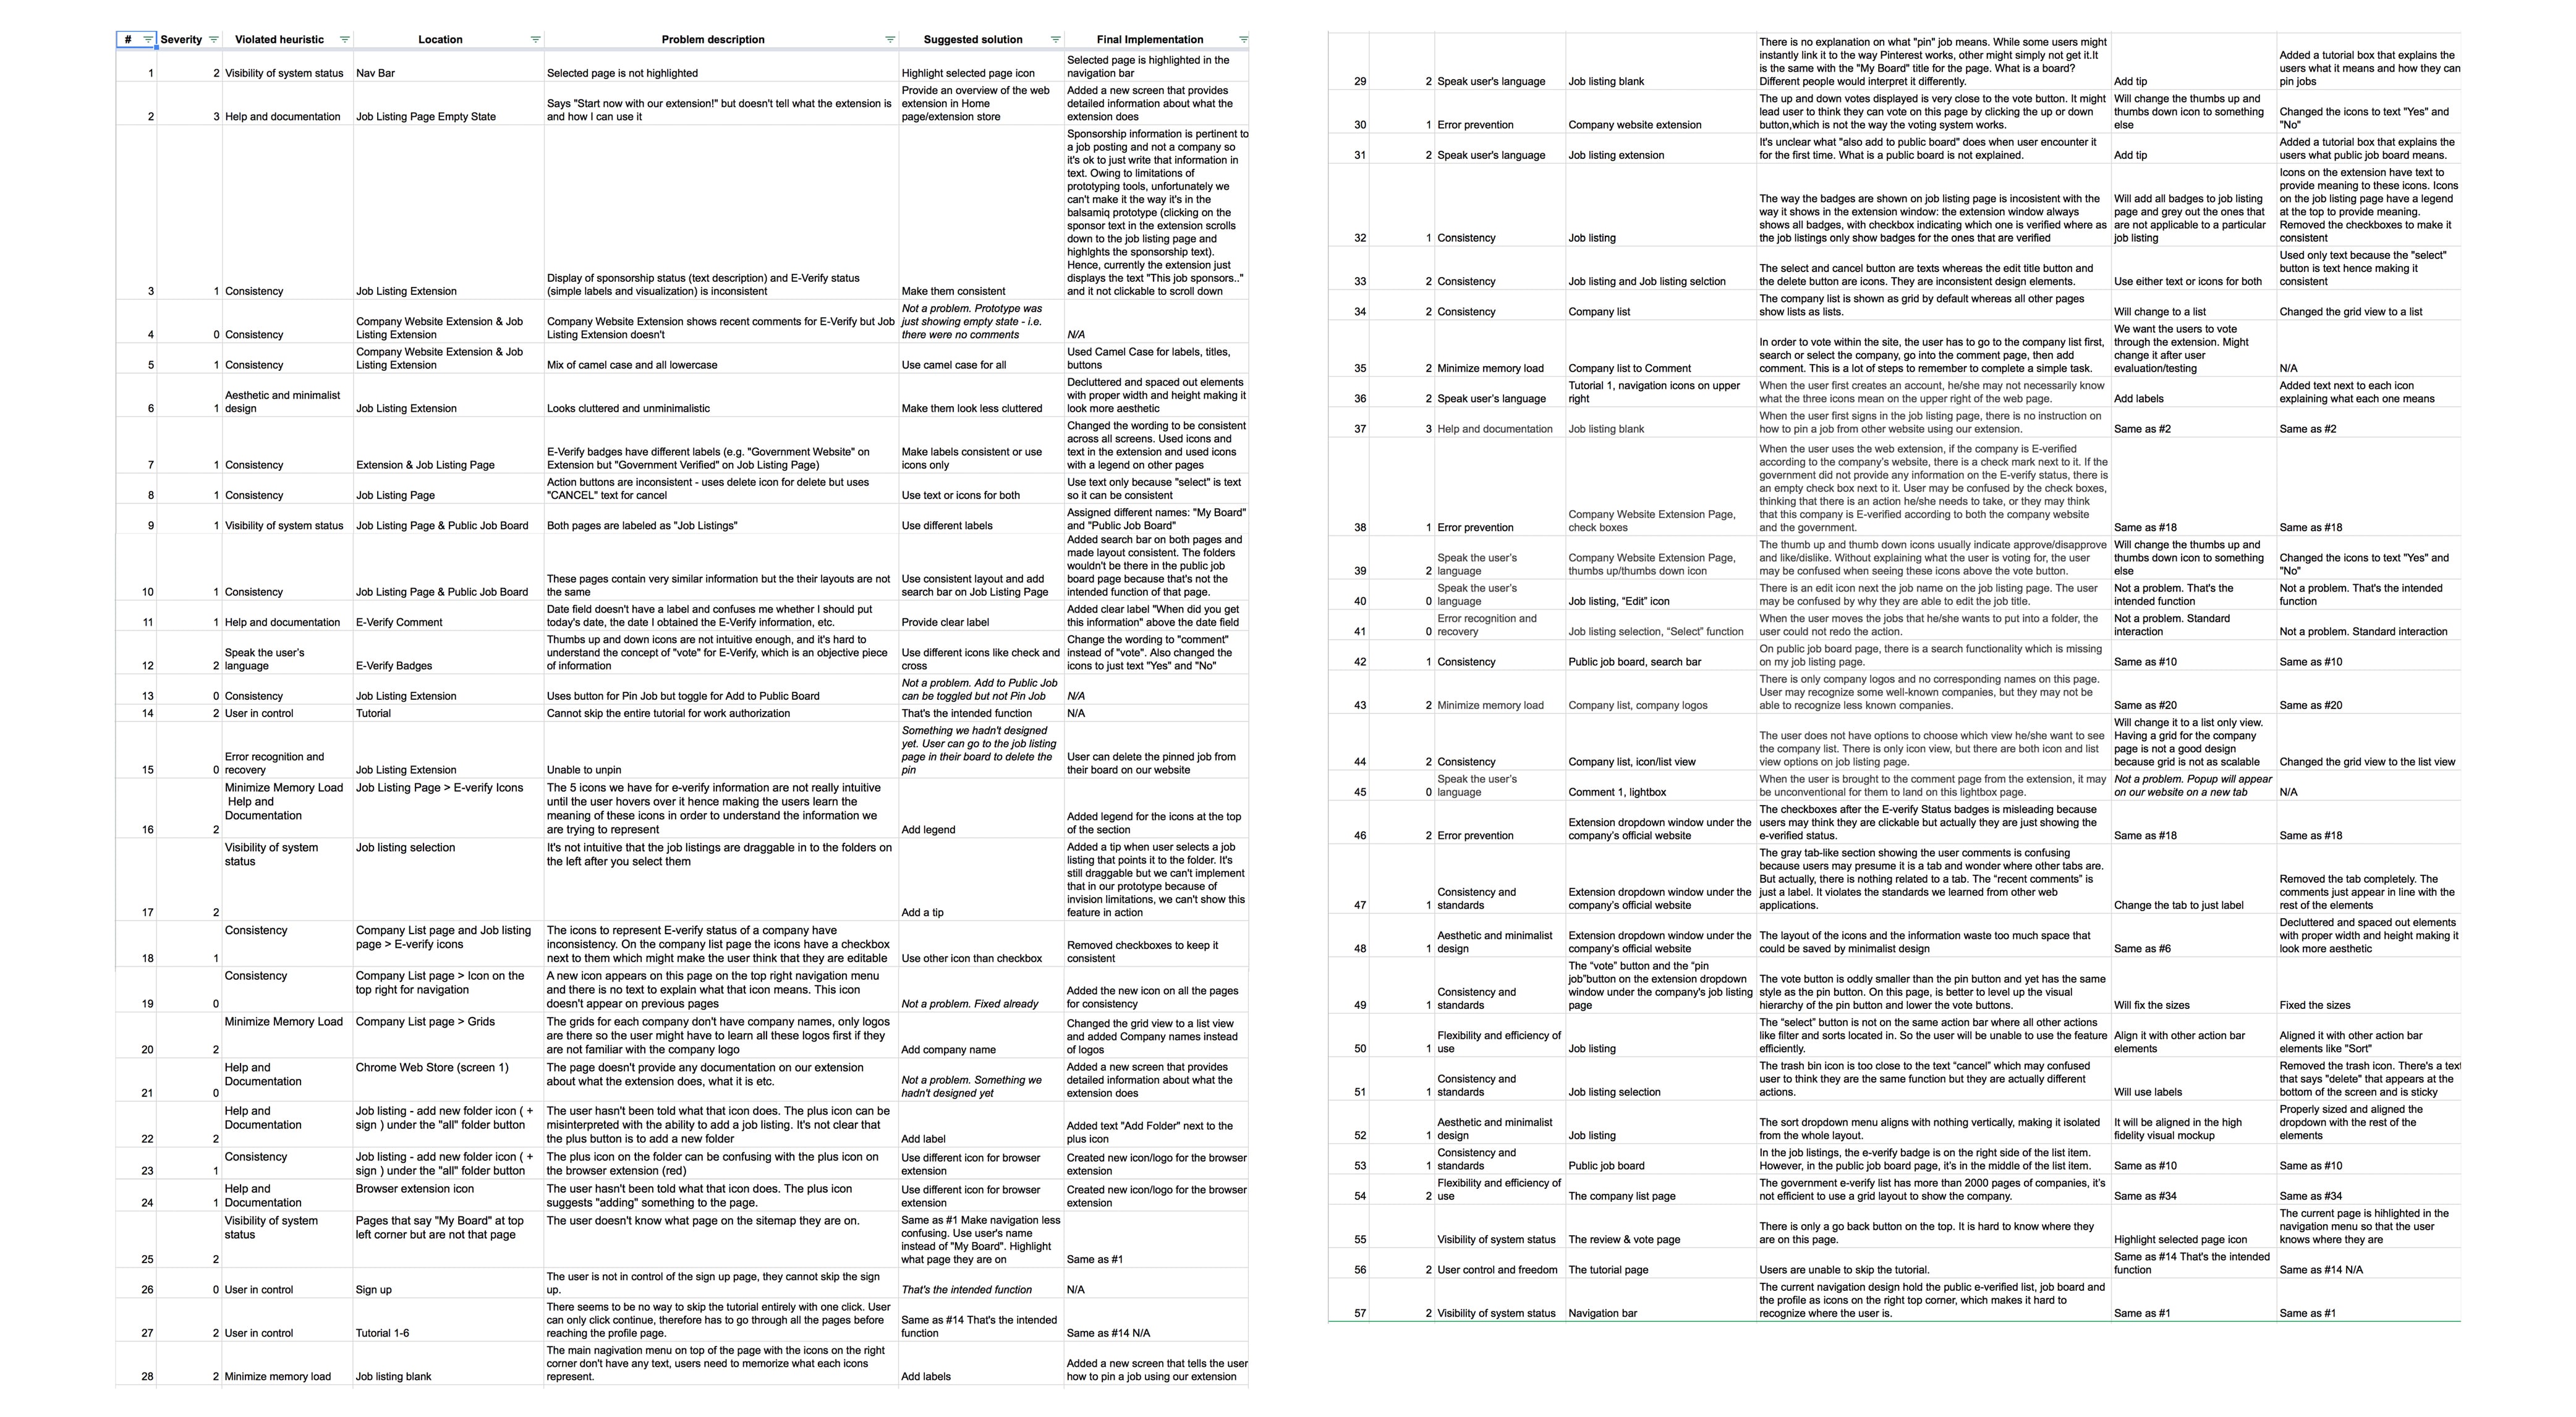 # Severity Violated heuristic Location Problem description Suggested solution Final Implementation
1 2 Visibility of system status Nav Bar Selected page is not highlighted Highlight selected page icon Selected page is highlighted in the navigation bar
2 3 Help and documentation Job Listing Page Empty State Says "Start now with our extension!" but doesn't tell what the extension is and how I can use it Provide an overview of the web extension in Home page/extension store Added a new screen that provides detailed information about what the extension does
3 1 Consistency Job Listing Extension Display of sponsorship status (text description) and E-Verify status (simple labels and visualization) is inconsistent Make them consistent Sponsorship information is pertinent to a job posting and not a company so it's ok to just write that information in text. Owing to limitations of prototyping tools, unfortunately we can't make it the way it's in the balsamiq prototype (clicking on the sponsor text in the extension scrolls down to the job listing page and highlghts the sponsorship text). Hence, currently the extension just displays the text "This job sponsors.." and it not clickable to scroll down
4 0 Consistency Company Website Extension & Job Listing Extension Company Website Extension shows recent comments for E-Verify but Job Listing Extension doesn't Not a problem. Prototype was just showing empty state - i.e. there were no comments N/A
5 1 Consistency Company Website Extension & Job Listing Extension Mix of camel case and all lowercase Use camel case for all Used Camel Case for labels, titles, buttons
6 1 Aesthetic and minimalist design Job Listing Extension Looks cluttered and unminimalistic Make them look less cluttered Decluttered and spaced out elements with proper width and height making it look more aesthetic
7 1 Consistency Extension & Job Listing Page E-Verify badges have different labels (e.g. "Government Website" on Extension but "Government Verified" on Job Listing Page) Make labels consistent or use icons only Changed the wording to be consistent across all screens. Used icons and text in the extension and used icons with a legend on other pages
8 1 Consistency Job Listing Page Action buttons are inconsistent - uses delete icon for delete but uses "CANCEL" text for cancel Use text or icons for both Use text only because "select" is text so it can be consistent
9 1 Visibility of system status Job Listing Page & Public Job Board Both pages are labeled as "Job Listings" Use different labels Assigned different names: "My Board" and "Public Job Board"
10 1 Consistency Job Listing Page & Public Job Board These pages contain very similar information but the their layouts are not the same Use consistent layout and add search bar on Job Listing Page Added search bar on both pages and made layout consistent. The folders wouldn't be there in the public job board page because that's not the intended function of that page.
11 1 Help and documentation E-Verify Comment Date field doesn't have a label and confuses me whether I should put today's date, the date I obtained the E-Verify information, etc. Provide clear label Added clear label "When did you get this information" above the date field
12 2 Speak the user's language E-Verify Badges Thumbs up and down icons are not intuitive enough, and it's hard to understand the concept of "vote" for E-Verify, which is an objective piece of information Use different icons like check and cross Change the wording to "comment" instead of "vote". Also changed the icons to just text "Yes" and "No"
13 0 Consistency Job Listing Extension Uses button for Pin Job but toggle for Add to Public Board Not a problem. Add to Public Job can be toggled but not Pin Job N/A
14 2 User in control Tutorial Cannot skip the entire tutorial for work authorization That's the intended function N/A
15 0 Error recognition and recovery Job Listing Extension Unable to unpin Something we hadn't designed yet. User can go to the job listing page in their board to delete the pin User can delete the pinned job from their board on our website
16 2 Minimize Memory Load Help and Documentation Job Listing Page > E-verify Icons The 5 icons we have for e-verify information are not really intuitive until the user hovers over it hence making the users learn the meaning of these icons in order to understand the information we are trying to represent Add legend Added legend for the icons at the top of the section
17 2 Visibility of system status Job listing selection It's not intuitive that the job listings are draggable in to the folders on the left after you select them Add a tip Added a tip when user selects a job listing that points it to the folder. It's still draggable but we can't implement that in our prototype because of invision limitations, we can't show this feature in action
18 1 Consistency Company List page and Job listing page > E-verify icons The icons to represent E-verify status of a company have inconsistency. On the company list page the icons have a checkbox next to them which might make the user think that they are editable Use other icon than checkbox Removed checkboxes to keep it consistent
19 0 Consistency Company List page > Icon on the top right for navigation A new icon appears on this page on the top right navigation menu and there is no text to explain what that icon means. This icon doesn't appear on previous pages Not a problem. Fixed already Added the new icon on all the pages for consistency
20 2 Minimize Memory Load Company List page > Grids The grids for each company don't have company names, only logos are there so the user might have to learn all these logos first if they are not familiar with the company logo Add company name Changed the grid view to a list view and added Company names instead of logos
21 0 Help and Documentation Chrome Web Store (screen 1) The page doesn't provide any documentation on our extension about what the extension does, what it is etc. Not a problem. Something we hadn't designed yet Added a new screen that provides detailed information about what the extension does
22 2 Help and Documentation Job listing - add new folder icon ( + sign ) under the "all" folder button The user hasn't been told what that icon does. The plus icon can be misinterpreted with the ability to add a job listing. It's not clear that the plus button is to add a new folder Add label Added text "Add Folder" next to the plus icon
23 1 Consistency Job listing - add new folder icon ( + sign ) under the "all" folder button The plus icon on the folder can be confusing with the plus icon on the browser extension (red) Use different icon for browser extension Created new icon/logo for the browser extension
24 1 Help and Documentation Browser extension icon The user hasn't been told what that icon does. The plus icon suggests "adding" something to the page. Use different icon for browser extension Created new icon/logo for the browser extension
25 2 Visibility of system status Pages that say "My Board" at top left corner but are not that page The user doesn't know what page on the sitemap they are on. Same as #1 Make navigation less confusing. Use user's name instead of "My Board". Highlight what page they are on Same as #1
26 0 User in control Sign up The user is not in control of the sign up page, they cannot skip the sign up. That's the intended function N/A
27 2 User in control Tutorial 1-6 There seems to be no way to skip the tutorial entirely with one click. User can only click continue, therefore has to go through all the pages before reaching the profile page. Same as #14 That's the intended function Same as #14 N/A
28 2 Minimize memory load Job listing blank The main nagivation menu on top of the page with the icons on the right corner don't have any text, users need to memorize what each icons represent. Add labels Added a new screen that tells the user how to pin a job using our extension
29 2 Speak user's language Job listing blank There is no explanation on what "pin" job means. While some users might instantly link it to the way Pinterest works, other might simply not get it.It is the same with the "My Board" title for the page. What is a board? Different people would interpret it differently. Add tip Added a tutorial box that explains the users what it means and how they can pin jobs
30 1 Error prevention Company website extension The up and down votes displayed is very close to the vote button. It might lead user to think they can vote on this page by clicking the up or down button,which is not the way the voting system works. Will change the thumbs up and thumbs down icon to something else Changed the icons to text "Yes" and "No"
31 2 Speak user's language Job listing extension It's unclear what "also add to public board" does when user encounter it for the first time. What is a public board is not explained. Add tip Added a tutorial box that explains the users what public job board means.
32 1 Consistency Job listing The way the badges are shown on job listing page is incosistent with the way it shows in the extension window: the extension window always shows all badges, with checkbox indicating which one is verified where as the job listings only show badges for the ones that are verified Will add all badges to job listing page and grey out the ones that are not applicable to a particular job listing Icons on the extension have text to provide meaning to these icons. Icons on the job listing page have a legend at the top to provide meaning. Removed the checkboxes to make it consistent
33 2 Consistency Job listing and Job listing selction The select and cancel button are texts whereas the edit title button and the delete button are icons. They are inconsistent design elements. Use either text or icons for both Used only text because the "select" button is text hence making it consistent
34 2 Consistency Company list The company list is shown as grid by default whereas all other pages show lists as lists. Will change to a list Changed the grid view to a list
35 2 Minimize memory load Company list to Comment In order to vote within the site, the user has to go to the company list first, search or select the company, go into the comment page, then add comment. This is a lot of steps to remember to complete a simple task. We want the users to vote through the extension. Might change it after user evaluation/testing N/A
36 2 Speak user's language Tutorial 1, navigation icons on upper right When the user first creates an account, he/she may not necessarily know what the three icons mean on the upper right of the web page. Add labels Added text next to each icon explaining what each one means
37 3 Help and documentation Job listing blank When the user first signs in the job listing page, there is no instruction on how to pin a job from other website using our extension. Same as #2 Same as #2
38 1 Error prevention Company Website Extension Page, check boxes When the user uses the web extension, if the company is E-verified according to the company's website, there is a check mark next to it. If the government did not provide any information on the E-verify status, there is an empty check box next to it. User may be confused by the check boxes, thinking that there is an action he/she needs to take, or they may think that this company is E-verified according to both the company website and the government. Same as #18 Same as #18
39 2 Speak the user's language Company Website Extension Page, thumbs up/thumbs down icon The thumb up and thumb down icons usually indicate approve/disapprove and like/dislike. Without explaining what the user is voting for, the user may be confused when seeing these icons above the vote button. Will change the thumbs up and thumbs down icon to something else Changed the icons to text "Yes" and "No"
40 0 Speak the user's language Job listing, "Edit" icon There is an edit icon next the job name on the job listing page. The user may be confused by why they are able to edit the job title. Not a problem. That's the intended function Not a problem. That's the intended function
41 0 Error recognition and recovery Job listing selection, "Select" function When the user moves the jobs that he/she wants to put into a folder, the user could not redo the action. Not a problem. Standard interaction Not a problem. Standard interaction
42 1 Consistency Public job board, search bar On public job board page, there is a search functionality which is missing on my job listing page. Same as #10 Same as #10
43 2 Minimize memory load Company list, company logos There is only company logos and no corresponding names on this page. User may recognize some well-known companies, but they may not be able to recognize less known companies. Same as #20 Same as #20
44 2 Consistency Company list, icon/list view The user does not have options to choose which view he/she want to see the company list. There is only icon view, but there are both icon and list view options on job listing page. Will change it to a list only view. Having a grid for the company page is not a good design because grid is not as scalable Changed the grid view to the list view
45 0 Speak the user's language Comment 1, lightbox When the user is brought to the comment page from the extension, it may be unconventional for them to land on this lightbox page. Not a problem. Popup will appear on our website on a new tab N/A
46 2 Error prevention Extension dropdown window under the company's official website The checkboxes after the E-verify Status badges is misleading because users may think they are clickable but actually they are just showing the e-verified status. Same as #18 Same as #18
47 1 Consistency and standards Extension dropdown window under the company's official website The gray tab-like section showing the user comments is confusing because users may presume it is a tab and wonder where other tabs are. But actually, there is nothing related to a tab. The "recent comments" is just a label. It violates the standards we learned from other web applications. Change the tab to just label Removed the tab completely. The comments just appear in line with the rest of the elements
48 1 Aesthetic and minimalist design Extension dropdown window under the company's official website The layout of the icons and the information waste too much space that could be saved by minimalist design Same as #6 Decluttered and spaced out elements with proper width and height making it look more aesthetic
49 1 Consistency and standards The "vote" button and the "pin job"button on the extension dropdown window under the company's job listing page The vote button is oddly smaller than the pin button and yet has the same style as the pin button. On this page, is better to level up the visual hierarchy of the pin button and lower the vote buttons. Will fix the sizes Fixed the sizes
50 1 Flexibility and efficiency of use Job listing The "select" button is not on the same action bar where all other actions like filter and sorts located in. So the user will be unable to use the feature efficiently. Align it with other action bar elements Aligned it with other action bar elements like "Sort"
51 1 Consistency and standards Job listing selection The trash bin icon is too close to the text "cancel" which may confused user to think they are the same function but they are actually different actions. Will use labels Removed the trash icon. There's a text that says "delete" that appears at the bottom of the screen and is sticky
52 1 Aesthetic and minimalist design Job listing The sort dropdown menu aligns with nothing vertically, making it isolated from the whole layout. It will be aligned in the high fidelity visual mockup Properly sized and aligned the dropdown with the rest of the elements
53 1 Consistency and standards Public job board In the job listings, the e-verify badge is on the right side of the list item. However, in the public job board page, it's in the middle of the list item. Same as #10 Same as #10
54 2 Flexibility and efficiency of use The company list page The government e-verify list has more than 2000 pages of companies, it's not efficient to use a grid layout to show the company. Same as #34 Same as #34
55 Visibility of system status The review & vote page There is only a go back button on the top. It is hard to know where they are on this page. Highlight selected page icon The current page is hihlighted in the navigation menu so that the user knows where they are
56 2 User control and freedom The tutorial page Users are unable to skip the tutorial. Same as #14 That's the intended function Same as #14 N/A
57 2 Visibility of system status Navigation bar The current navigation design hold the public e-verified list, job board and the profile as icons on the right top corner, which makes it hard to recognize where the user is. Same as #1 Same as #1